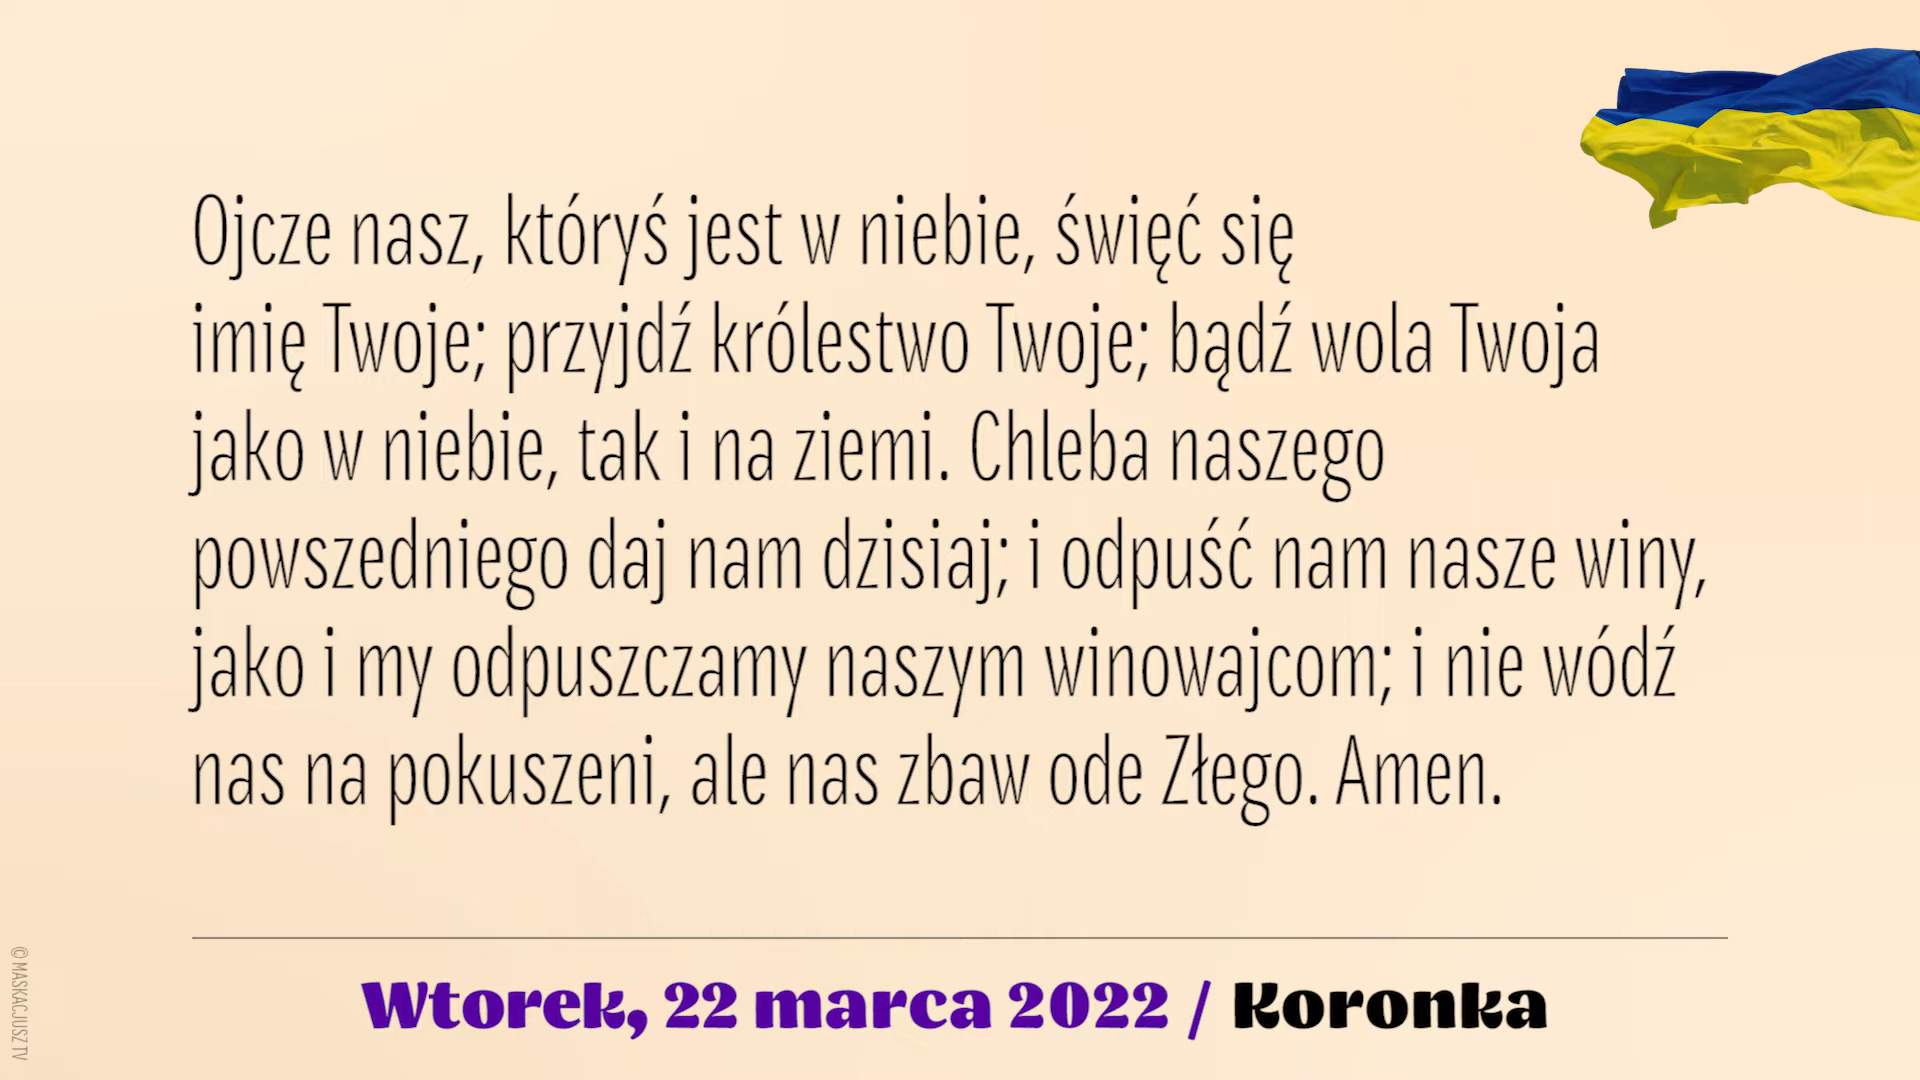 Ojcze nasz, któryś jest w niebie, święć się
imię Twoje; przyjdź królestwo Twoje; bądź wola Twoja
jako w niebie, tak i na ziemi. Chleba naszego
powszedniego daj nam dzisiaj; i odpuść nam nasze winy,
jako i my odpuszczamy naszym winowajcom; i nie wódź
nas na pokuszeni, ale nas zbaw ode Złego. Amen.
Wtorek, 22 marca 2022 / Koronka
© MASKACJUSZ TV